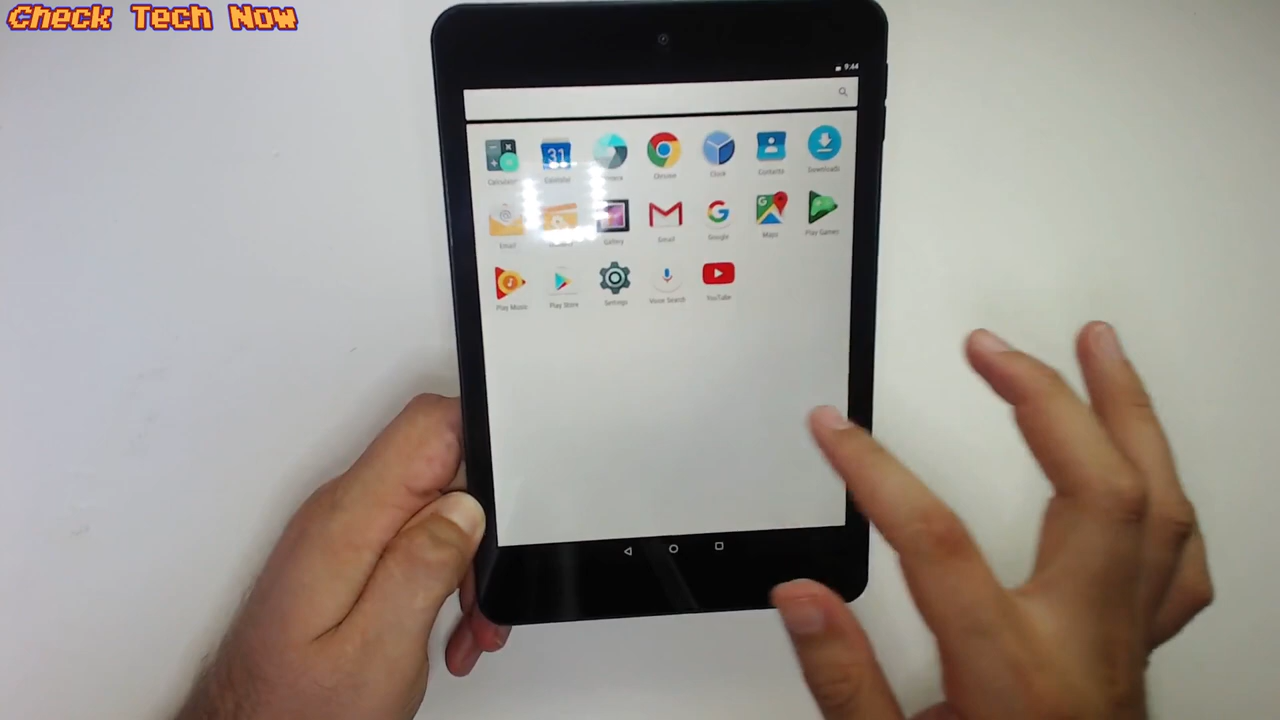 Check Tech Now
9:44
31
Calculator
Calendar
Chrome
Clock
Contacts
Downloads
Email
Gallery
Gmail
Google
Maps
Play Games
Play Music
Play Store
Settings
Voice Search
YouTube